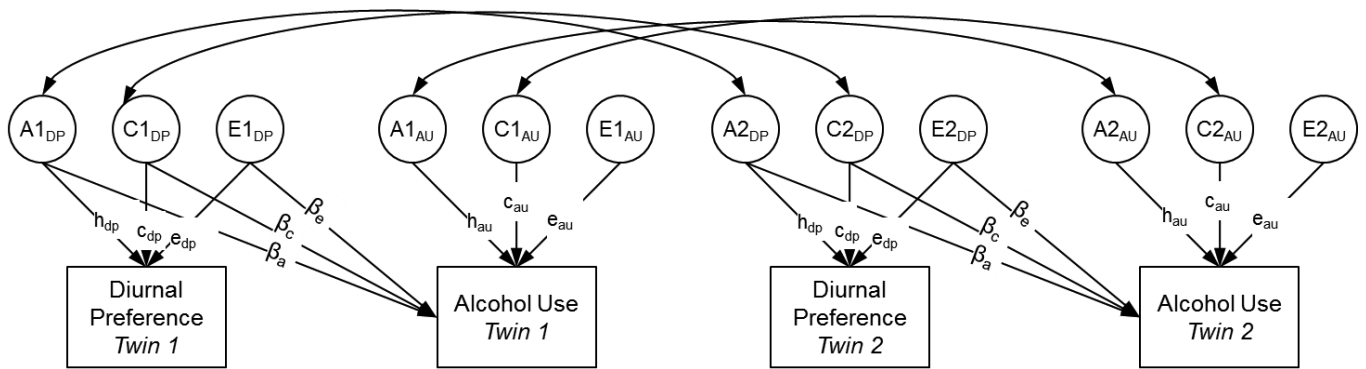 A1DP C1DP E1DP A1AU C1AU E1AU A2DP C2DP E2DP A2AU C2AU E2AU
hdp cdp edp βa βc βe hau cau eau hdp cdp edp βa βc βe hau cau eau
Diurnal
Preference
Twin 1
Alcohol Use
Twin 1
Diurnal
Preference
Twin 2
Alcohol Use
Twin 2